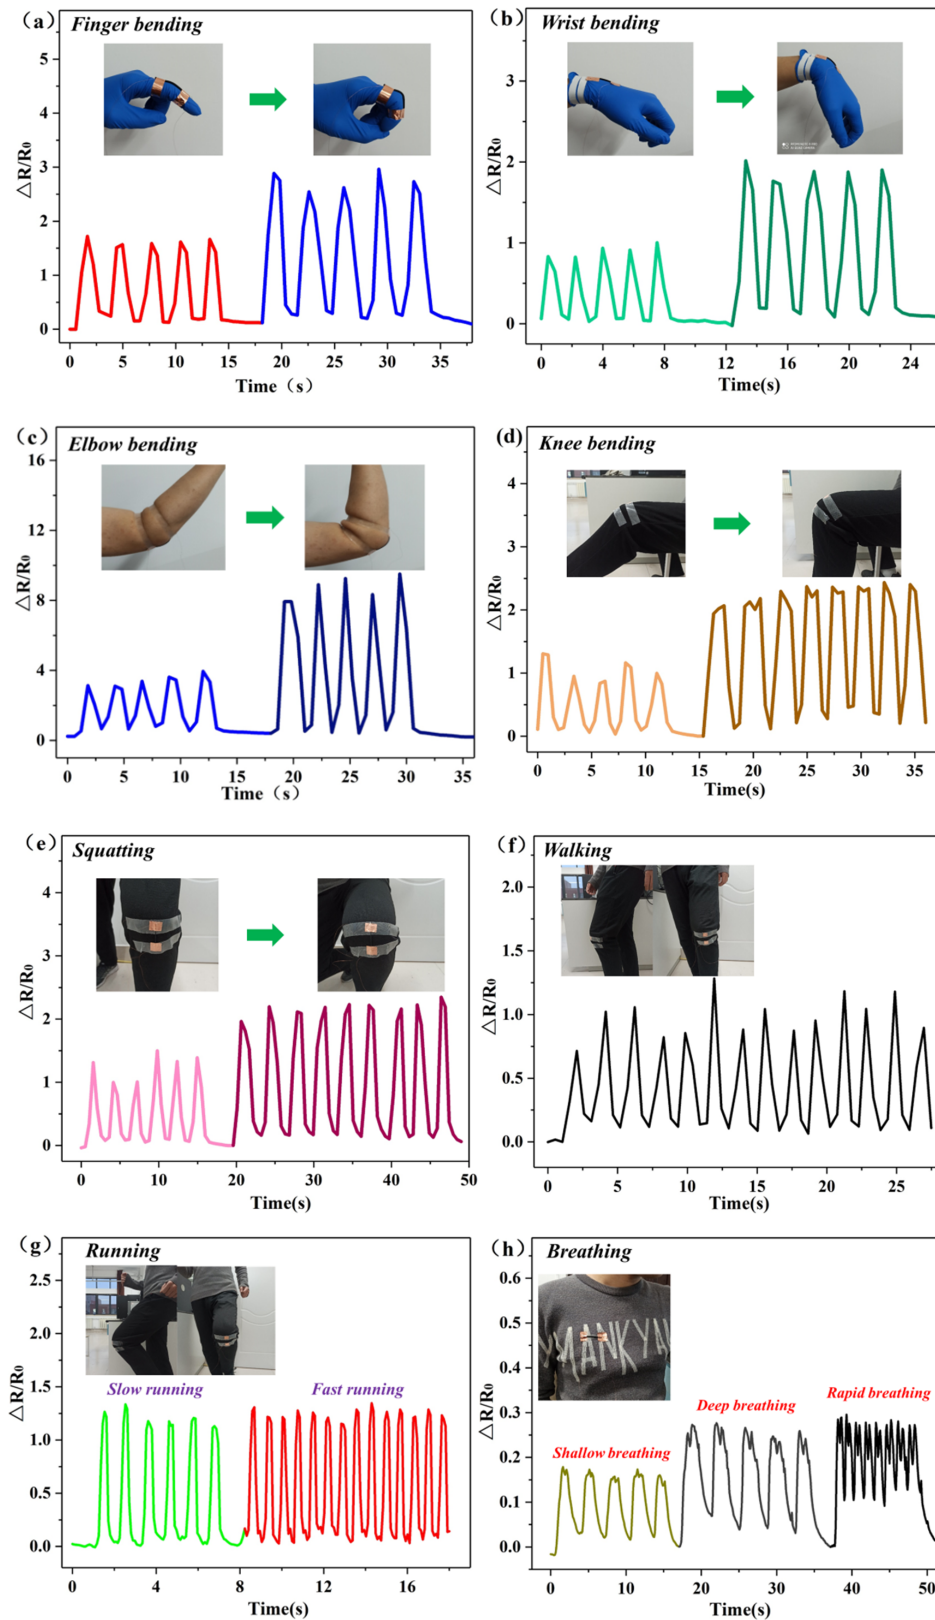 (a) Finger bending
5
4
3
2
1
0
△R/R₀
0 5 10 15 20 25 30 35
Time（s）
(b) Wrist bending
3
2
1
0
△R/R₀
0 4 8 12 16 20 24
Time(s)
(c) Elbow bending
16
12
8
4
0
△R/R₀
0 5 10 15 20 25 30 35
Time（s）
(d) Knee bending
4
3
2
1
0
△R/R₀
0 5 10 15 20 25 30 35
Time(s)
(e) Squatting
4
3
2
1
0
△R/R₀
0 10 20 30 40 50
Time(s)
(f) Walking
2.0
1.5
1.0
0.5
0.0
△R/R₀
0 5 10 15 20 25
Time(s)
(g) Running
2.5
2.0
1.5
1.0
0.5
0.0
△R/R₀
Slow running Fast running
0 4 8 12 16
Time(s)
(h) Breathing
0.6
0.5
0.4
0.3
0.2
0.1
0.0
△R/R₀
YMANKYAI
Shallow breathing Deep breathing Rapid breathing
0 10 20 30 40 50
Time(s)